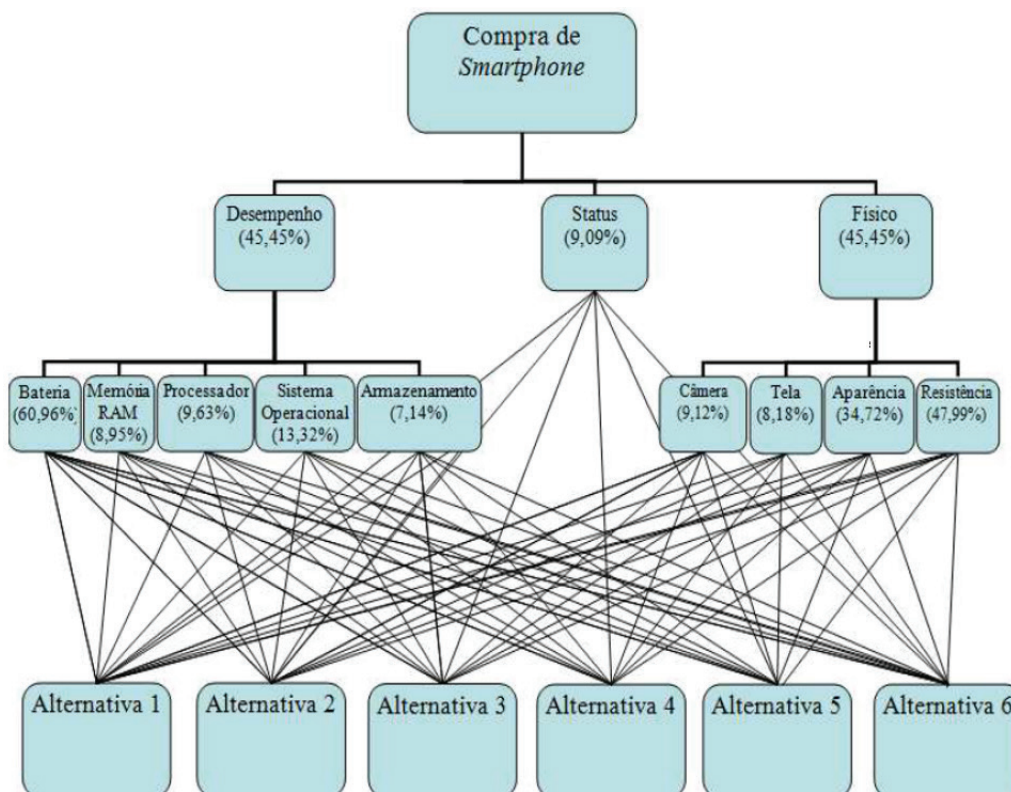 Compra de
Smartphone
Desempenho
(45,45%)
Status
(9,09%)
Físico
(45,45%)
Bateria
(60,96%)
Memória
RAM
(8,95%)
Processador
(9,63%)
Sistema
Operacional
(13,32%)
Armazenamento
(7,14%)
Câmera
(9,12%)
Tela
(8,18%)
Aparência
(34,72%)
Resistência
(47,99%)
Alternativa 1
Alternativa 2
Alternativa 3
Alternativa 4
Alternativa 5
Alternativa 6